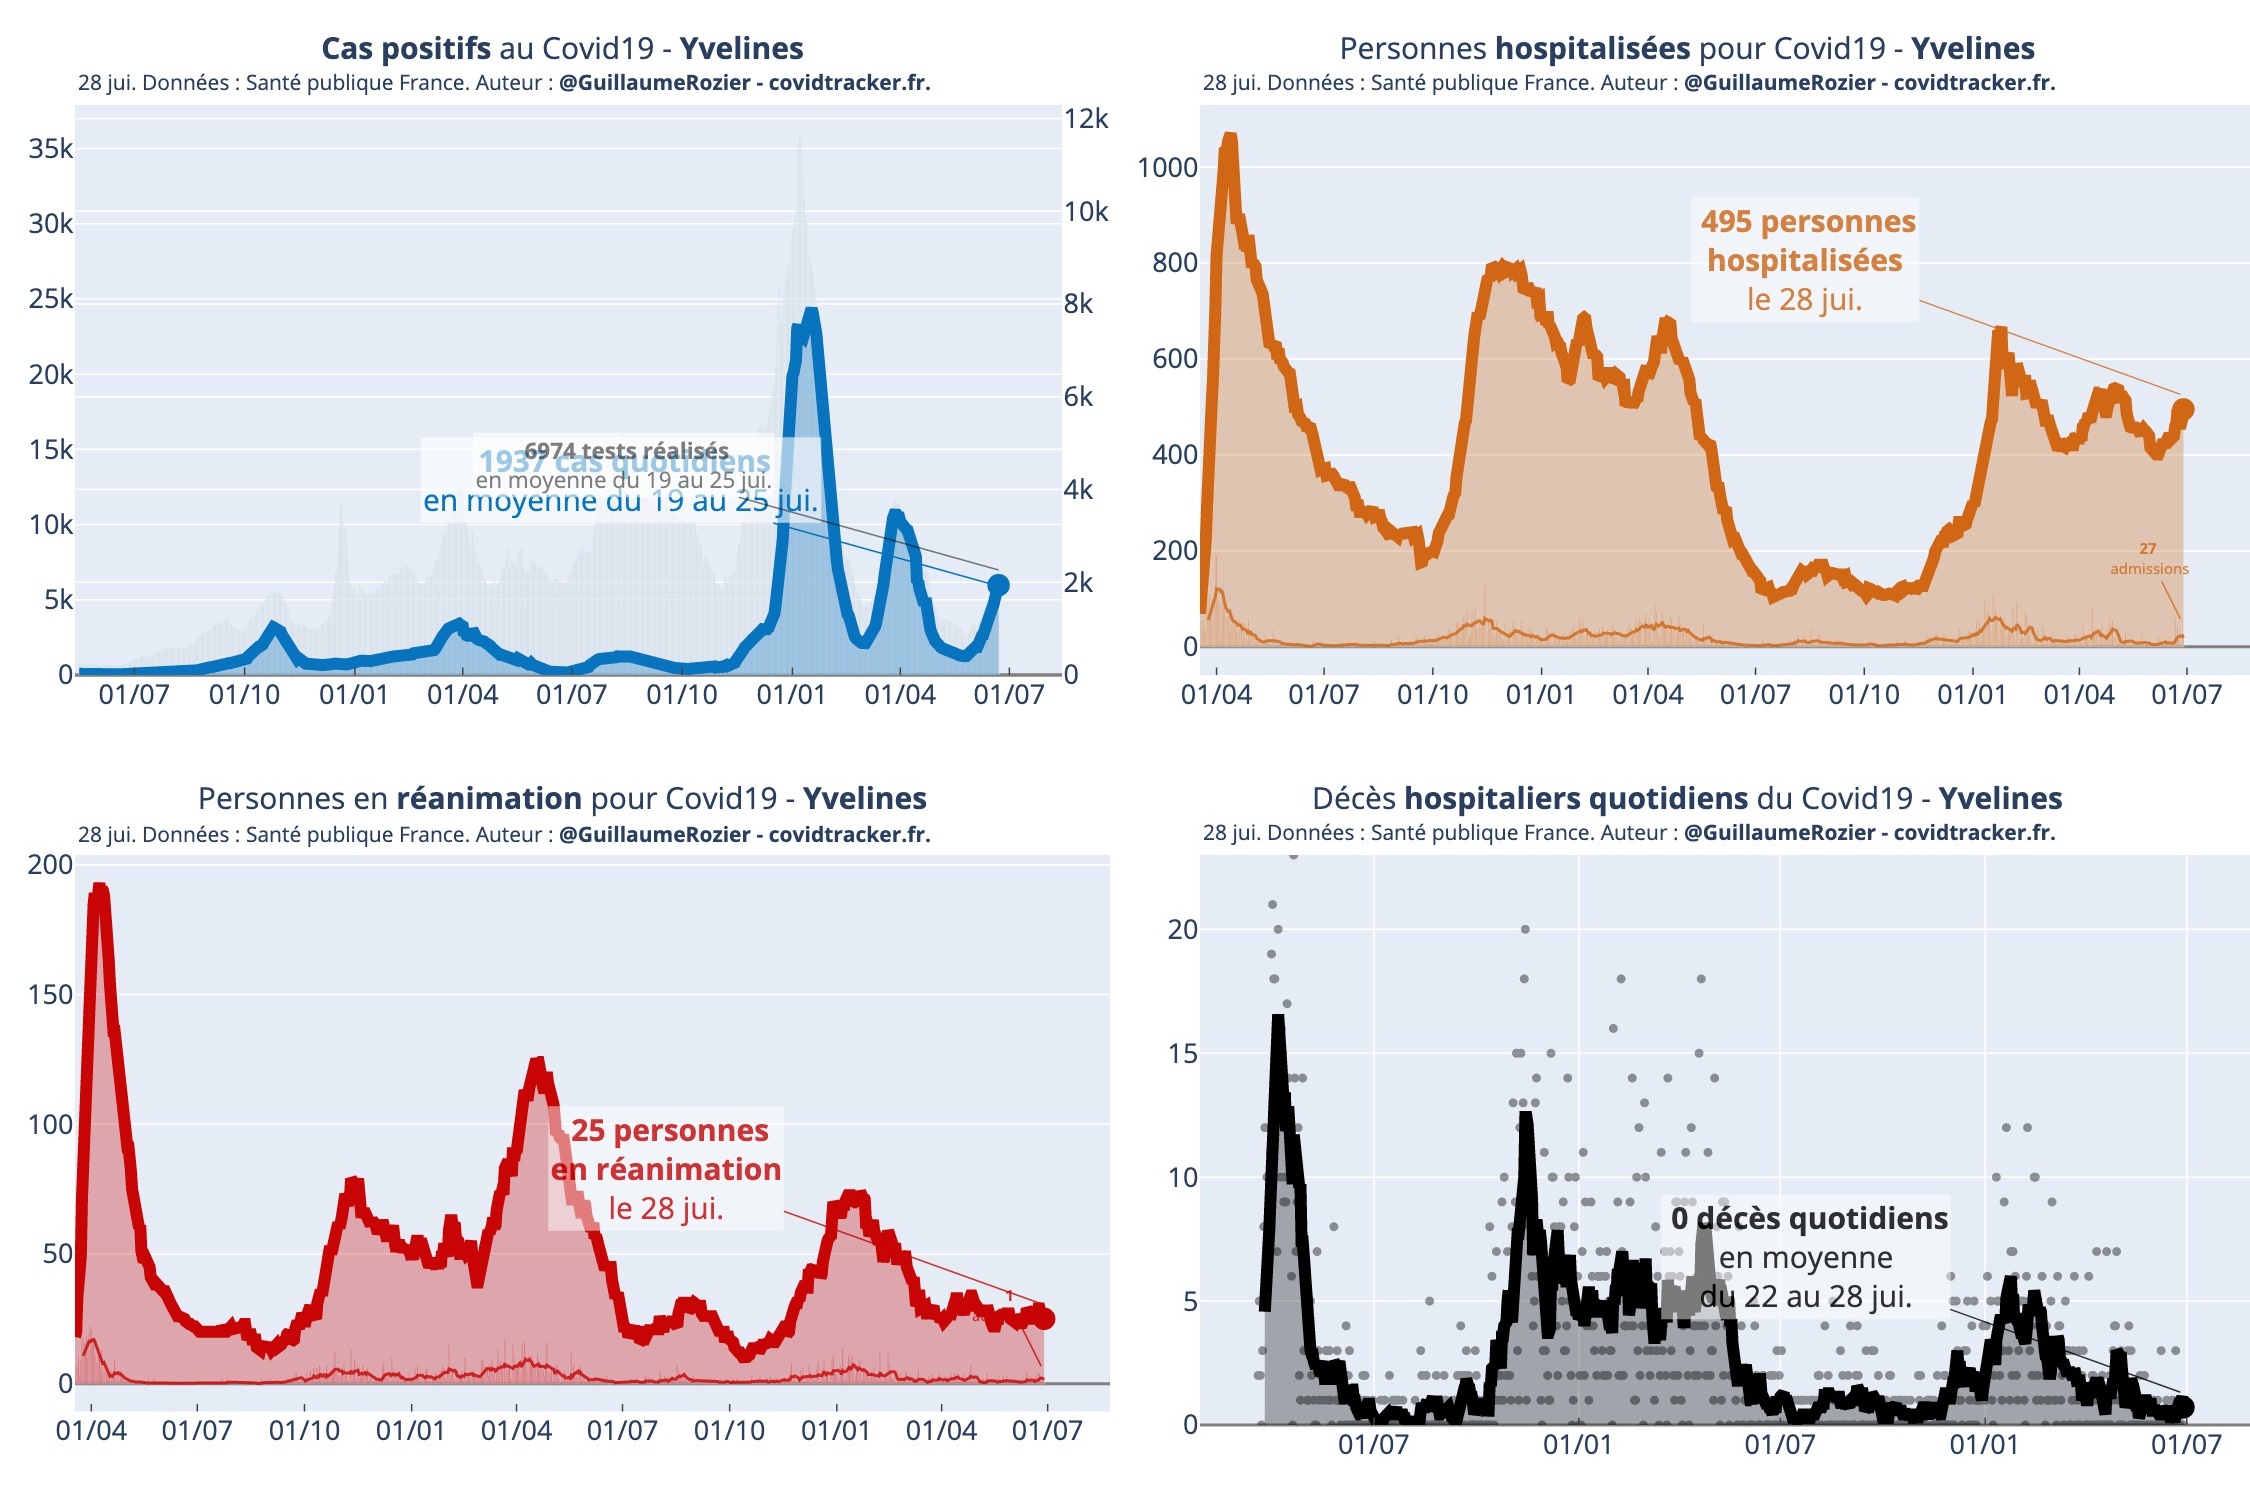 Cas positifs au Covid19 - Yvelines
28 jui. Données : Santé publique France. Auteur : @GuillaumeRozier - covidtracker.fr.
35k
30k
25k
20k
15k
10k
5k
0
12k
10k
8k
6k
4k
2k
0
6974 tests réalisés
en moyenne du 19 au 25 jui.
1937 cas quotidiens
en moyenne du 19 au 25 jui.
01/07 01/10 01/01 01/04 01/07 01/10 01/01 01/04 01/07
Personnes hospitalisées pour Covid19 - Yvelines
28 jui. Données : Santé publique France. Auteur : @GuillaumeRozier - covidtracker.fr.
1000
800
600
400
200
0
495 personnes
hospitalisées
le 28 jui.
27
admissions
01/04 01/07 01/10 01/01 01/04 01/07 01/10 01/01 01/04 01/07
Personnes en réanimation pour Covid19 - Yvelines
28 jui. Données : Santé publique France. Auteur : @GuillaumeRozier - covidtracker.fr.
200
150
100
50
0
25 personnes
en réanimation
le 28 jui.
1
01/04 01/07 01/10 01/01 01/04 01/07 01/10 01/01 01/04 01/07
Décès hospitaliers quotidiens du Covid19 - Yvelines
28 jui. Données : Santé publique France. Auteur : @GuillaumeRozier - covidtracker.fr.
20
15
10
5
0
0 décès quotidiens
en moyenne
du 22 au 28 jui.
01/07 01/01 01/07 01/01 01/07